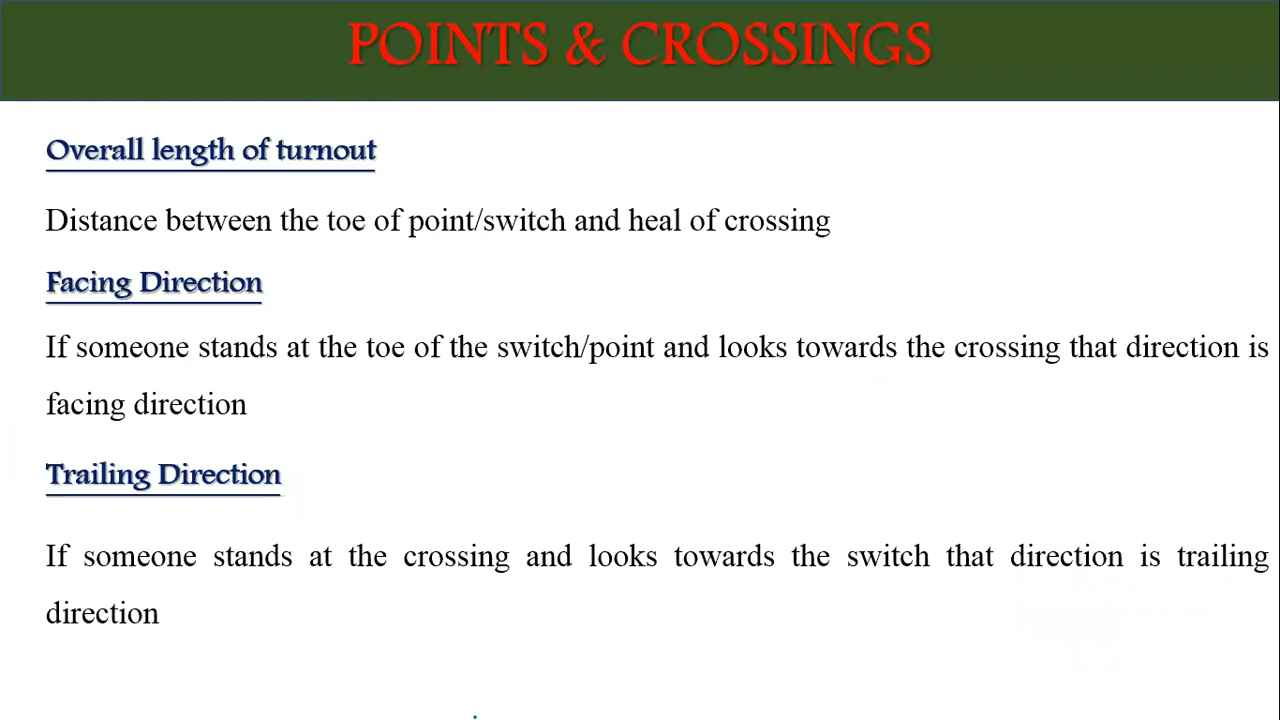 POINTS & CROSSINGS
Overall length of turnout
Distance between the toe of point/switch and heal of crossing
Facing Direction
If someone stands at the toe of the switch/point and looks towards the crossing that direction is
facing direction
Trailing Direction
If someone stands at the crossing and looks towards the switch that direction is trailing
direction